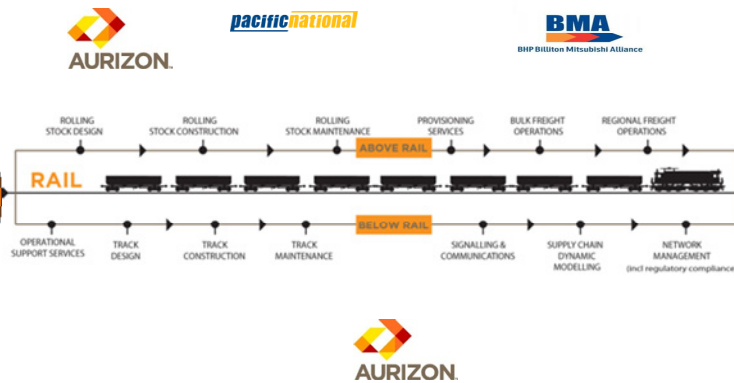 AURIZON.
pacificnational
BMA
BHP Billiton Mitsubishi Alliance
ROLLING
STOCK DESIGN
ROLLING
STOCK CONSTRUCTION
ROLLING
STOCK MAINTENANCE
PROVISIONING
SERVICES
BULK FREIGHT
OPERATIONS
REGIONAL FREIGHT
OPERATIONS
ABOVE RAIL
RAIL
BELOW RAIL
OPERATIONAL
SUPPORT SERVICES
TRACK
DESIGN
TRACK
CONSTRUCTION
TRACK
MAINTENANCE
SIGNALLING &
COMMUNICATIONS
SUPPLY CHAIN
DYNAMIC
MODELLING
NETWORK
MANAGEMENT
(incl regulatory compliance
AURIZON.